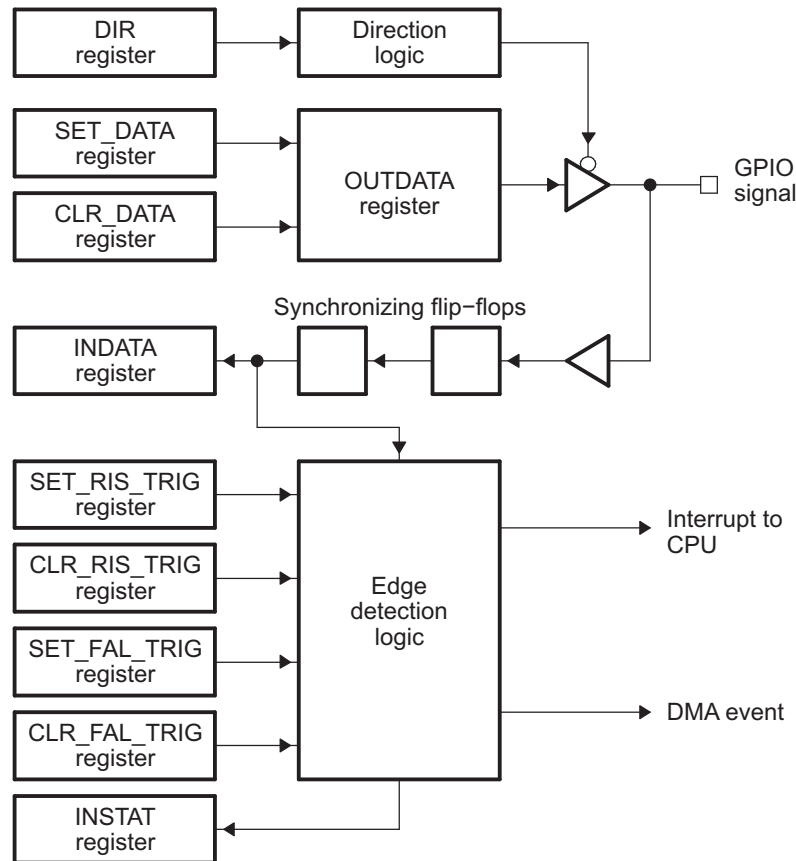 DIR
register
Direction
logic
SET_DATA
register
OUTDATA
register
GPIO
signal
CLR_DATA
register
Synchronizing flip−flops
INDATA
register
SET_RIS_TRIG
register
Interrupt to
CPU
CLR_RIS_TRIG
register
Edge
detection
logic
SET_FAL_TRIG
register
CLR_FAL_TRIG
register
DMA event
INSTAT
register